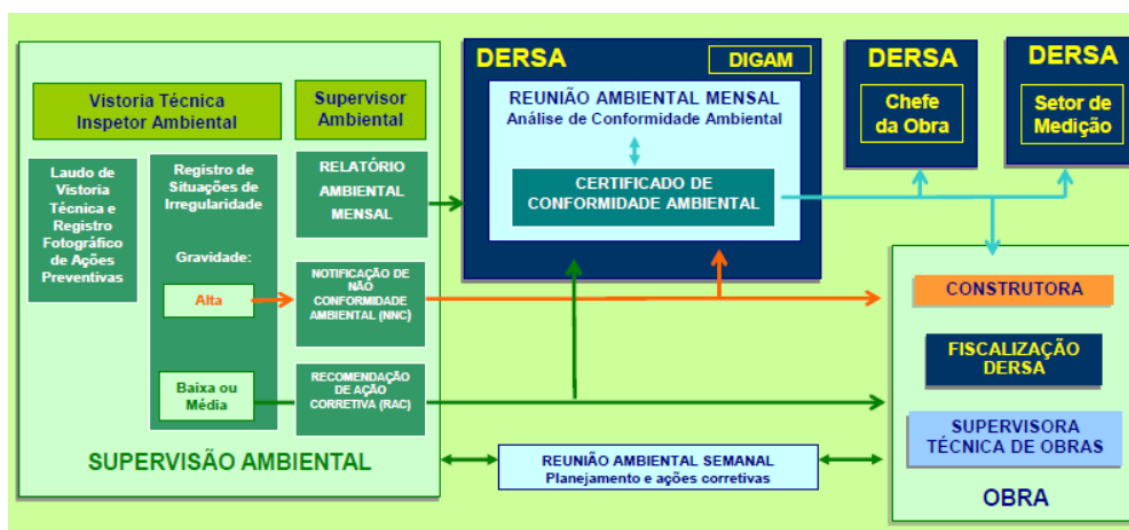 Vistoria Técnica
Inspetor Ambiental
Supervisor
Ambiental
Laudo de
Vistoria
Técnica e
Registro
Fotográfico
de Ações
Preventivas
Registro de
Situações de
Irregularidade
Gravidade:
Alta
Baixa ou
Média
RELATÓRIO
AMBIENTAL
MENSAL
NOTIFICAÇÃO DE
NÃO
CONFORMIDADE
AMBIENTAL (NNC)
RECOMENDAÇÃO
DE AÇÃO
CORRETIVA (RAC)
SUPERVISÃO AMBIENTAL
DERSA
DIGAM
REUNIÃO AMBIENTAL MENSAL
Análise de Conformidade Ambiental
CERTIFICADO DE
CONFORMIDADE AMBIENTAL
REUNIÃO AMBIENTAL SEMANAL
Planejamento e ações corretivas
DERSA
Chefe
da Obra
DERSA
Setor de
Medição
CONSTRUTORA
FISCALIZAÇÃO
DERSA
SUPERVISORA
TÉCNICA DE OBRAS
OBRA